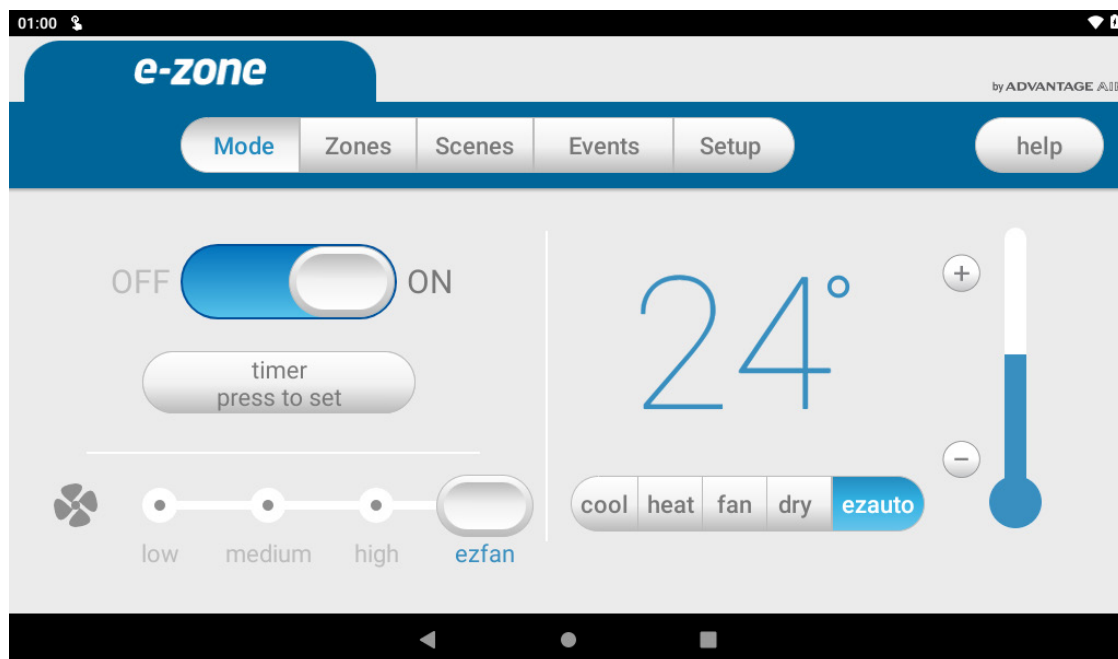 01:00
e-zone
by ADVANTAGE AIR
Mode Zones Scenes Events Setup help
OFF ON
24°
+
timer
press to set
−
cool heat fan dry ezauto
low medium high ezfan